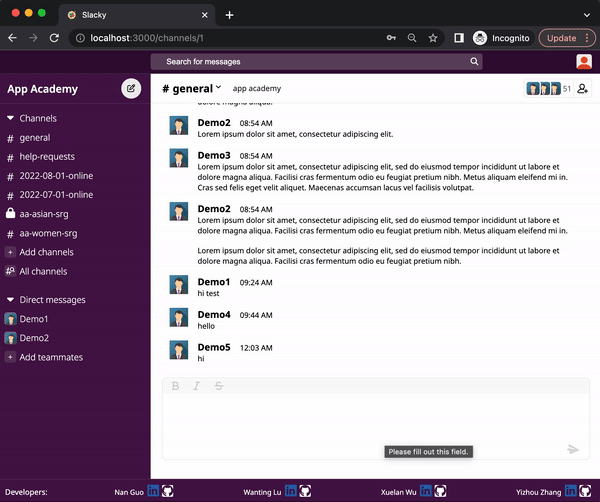 Slacky
localhost:3000/channels/1
Incognito
Update
Search for messages
App Academy
Channels
# general
# help-requests
# 2022-08-01-online
# 2022-07-01-online
aa-asian-srg
# aa-women-srg
+ Add channels
All channels
Direct messages
Demo1
Demo2
+ Add teammates
# general
app academy
51
dolore magna aliqua.
Demo2 08:54 AM
Lorem ipsum dolor sit amet, consectetur adipiscing elit.
Demo3 08:54 AM
Lorem ipsum dolor sit amet, consectetur adipiscing elit, sed do eiusmod tempor incididunt ut labore et
dolore magna aliqua. Facilisi cras fermentum odio eu feugiat pretium nibh. Metus aliquam eleifend mi in.
Cras sed felis eget velit aliquet. Maecenas accumsan lacus vel facilisis volutpat.
Demo2 08:54 AM
Lorem ipsum dolor sit amet, consectetur adipiscing elit, sed do eiusmod tempor incididunt ut labore et
dolore magna aliqua. Facilisi cras fermentum odio eu feugiat pretium nibh. Metus aliquam eleifend mi in.
Lorem ipsum dolor sit amet, consectetur adipiscing elit, sed do eiusmod tempor incididunt ut labore et
dolore magna aliqua. Facilisi cras fermentum odio eu feugiat pretium nibh.
Demo1 09:24 AM
hi test
Demo4 09:44 AM
hello
Demo5 12:03 AM
hi
B I S
Please fill out this field.
Developers: Nan Guo in Wanting Lu in Xuelan Wu in Yizhou Zhang in